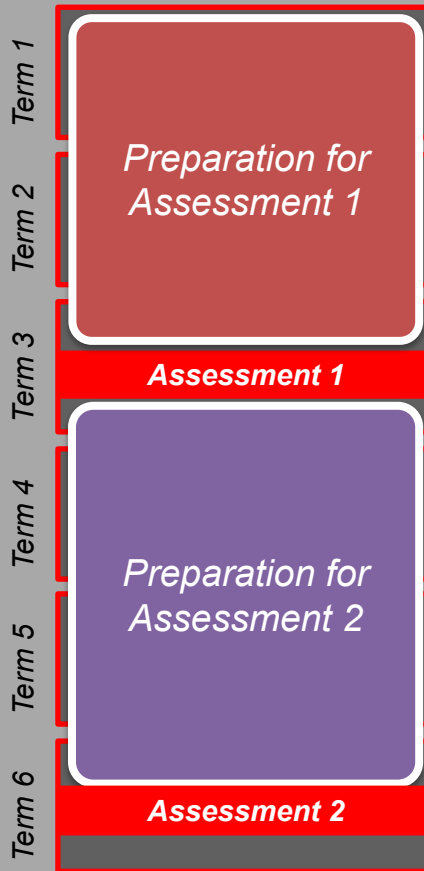 Term 1
Preparation for
Assessment 1
Term 2
Term 3
Assessment 1
Term 4
Preparation for
Assessment 2
Term 5
Term 6
Assessment 2